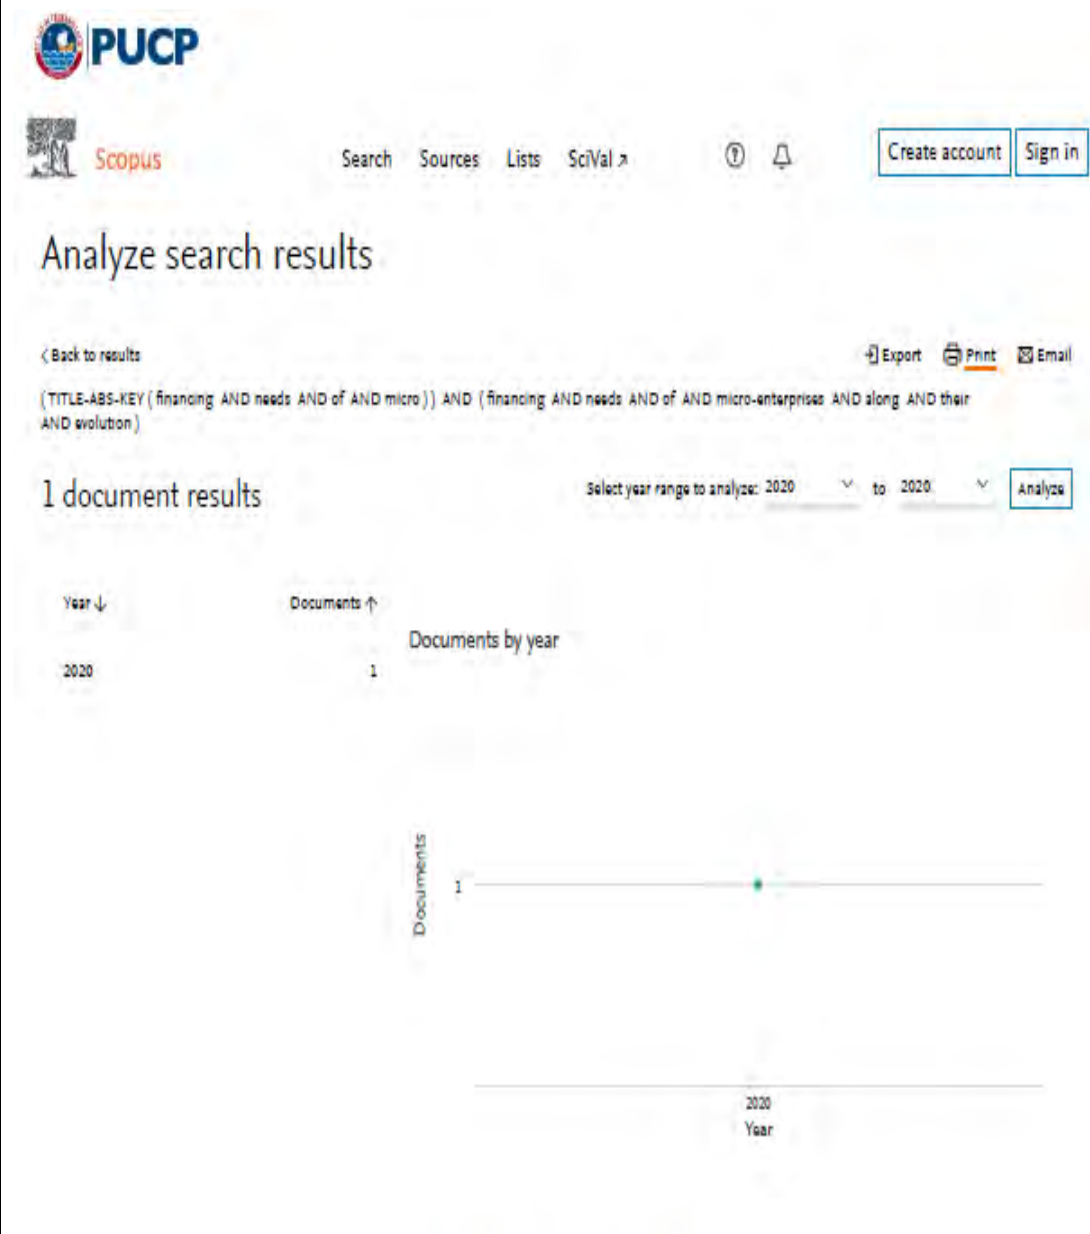 PUCP
Scopus
Search Sources Lists SciVal ↗
Create account Sign in
Analyze search results
< Back to results
Export Print Email
( TITLE-ABS-KEY ( financing AND needs AND of AND micro ) ) AND ( financing AND needs AND of AND micro-enterprises AND along AND their
AND evolution )
1 document results
Select year range to analyze: 2020 to 2020 Analyze
Year ↓ Documents ↑
Documents by year
2020 1
Documents
1
2020
Year